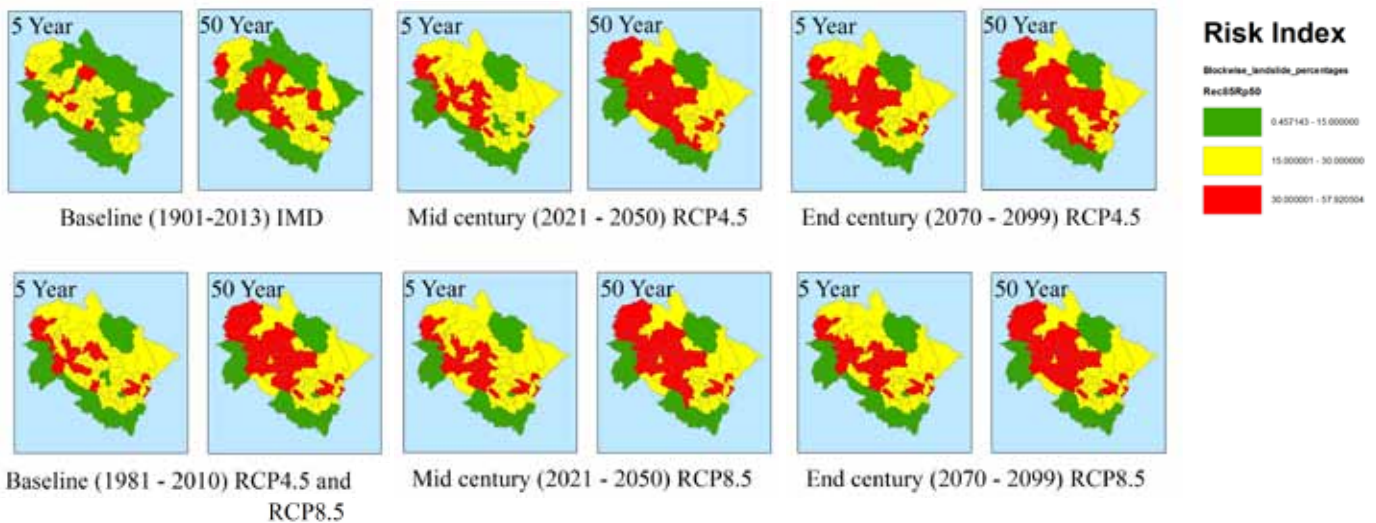 5 Year
50 Year
5 Year
50 Year
5 Year
50 Year
Risk Index
Blockwise_landslide_percentages
Rec85Rp50
0.457143 - 15.000000
15.000001 - 30.000000
30.000001 - 57.920504
Baseline (1901-2013) IMD
Mid century (2021 - 2050) RCP4.5
End century (2070 - 2099) RCP4.5
5 Year
50 Year
5 Year
50 Year
5 Year
50 Year
Baseline (1981 - 2010) RCP4.5 and
RCP8.5
Mid century (2021 - 2050) RCP8.5
End century (2070 - 2099) RCP8.5